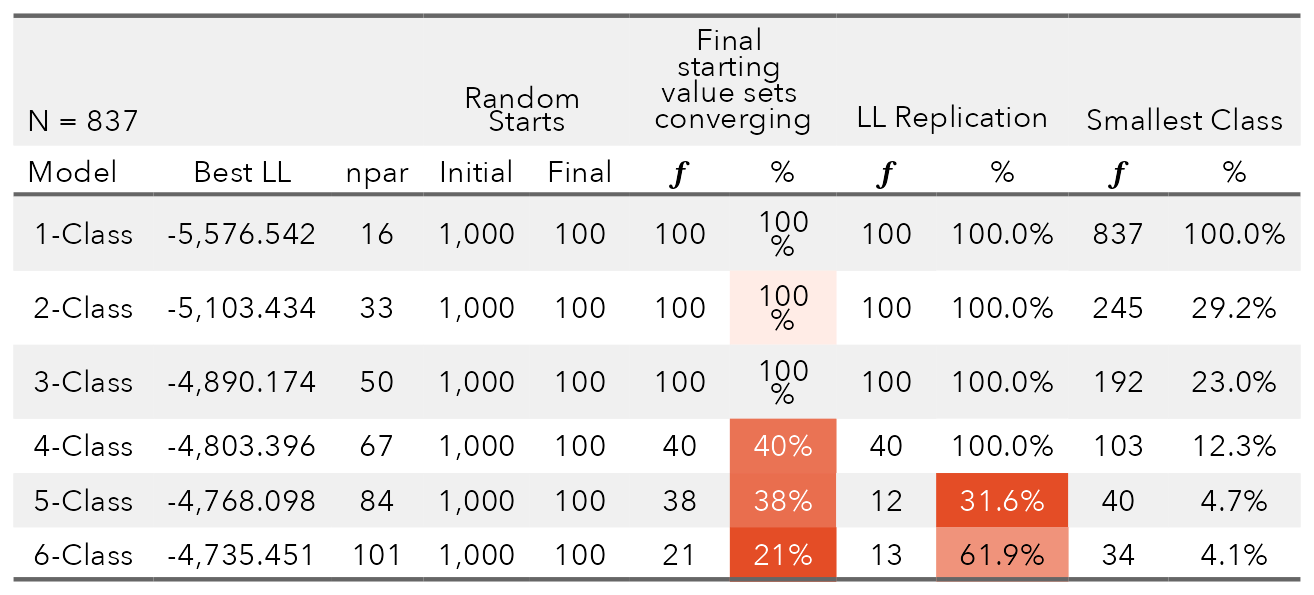 N = 837 Random Starts Final starting value sets converging LL Replication Smallest Class
Model Best LL npar Initial Final f % f % f %
1-Class -5,576.542 16 1,000 100 100 100% 100 100.0% 837 100.0%
2-Class -5,103.434 33 1,000 100 100 100% 100 100.0% 245 29.2%
3-Class -4,890.174 50 1,000 100 100 100% 100 100.0% 192 23.0%
4-Class -4,803.396 67 1,000 100 40 40% 40 100.0% 103 12.3%
5-Class -4,768.098 84 1,000 100 38 38% 12 31.6% 40 4.7%
6-Class -4,735.451 101 1,000 100 21 21% 13 61.9% 34 4.1%